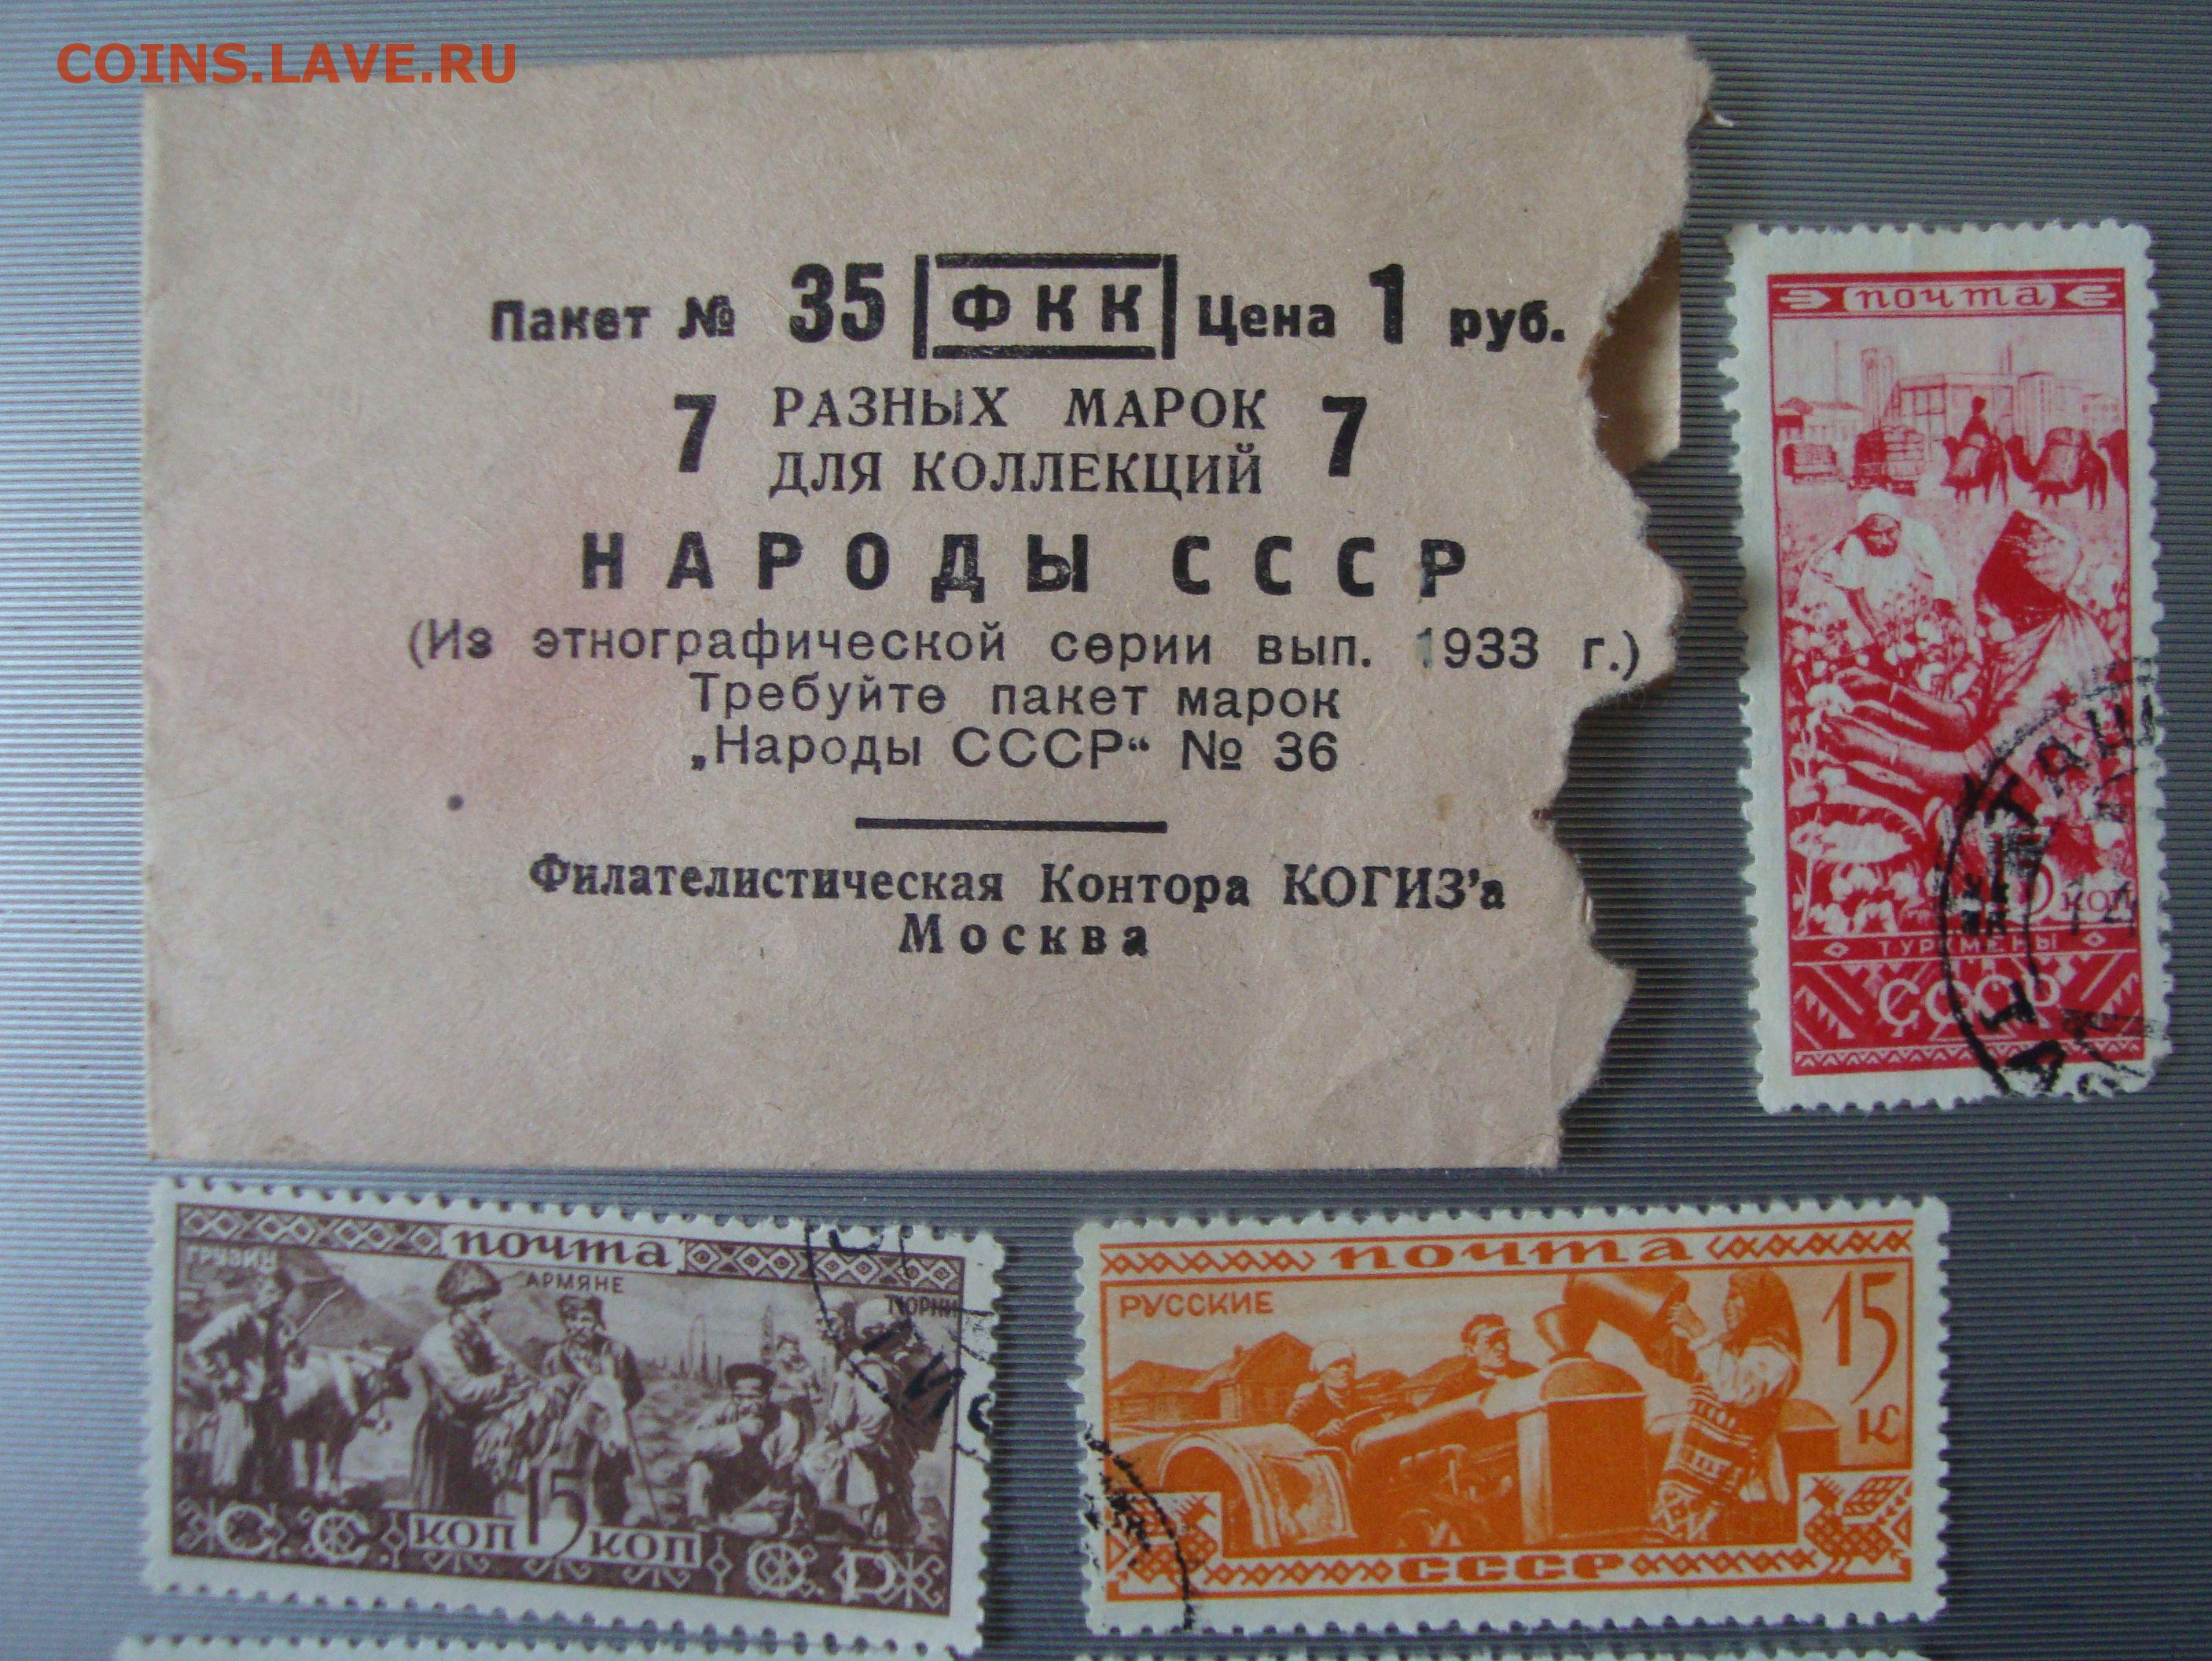 COINS.LAVE.RU
Пакет № 35 ФКК Цена 1 руб.
7 РАЗНЫХ МАРОК 7
ДЛЯ КОЛЛЕКЦИЙ
НАРОДЫ СССР
(Из этнографической серии вып. 1933 г.)
Требуйте пакет марок
„Народы СССР“ № 36
Филателистическая Контора КОГИЗ'а
Москва
почта
коп
ТУРКМЕНЫ
СССР
почта
ГРУЗИН
АРМЯНЕ
ТЮРКИ
С.С. КОП 15 КОП С.Р.
почта
РУССКИЕ
15
к
СССР